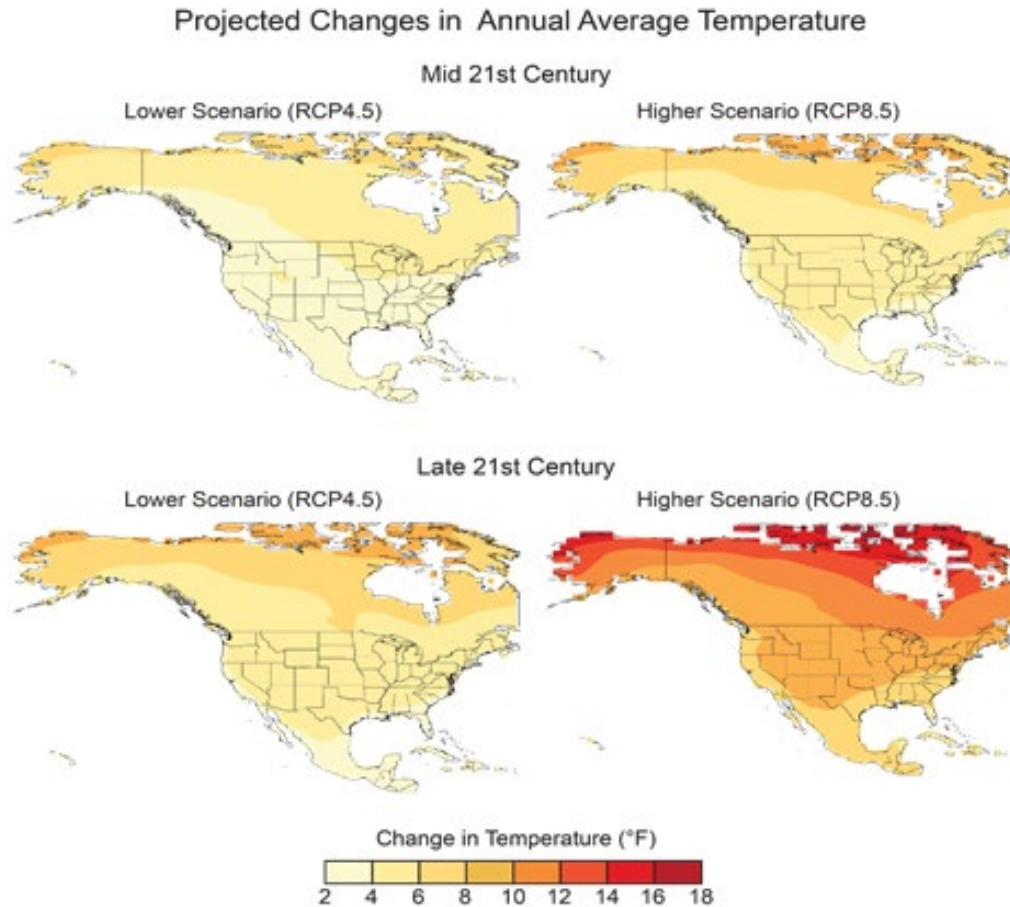 Projected Changes in Annual Average Temperature
Mid 21st Century
Lower Scenario (RCP4.5)
Higher Scenario (RCP8.5)
Late 21st Century
Lower Scenario (RCP4.5)
Higher Scenario (RCP8.5)
Change in Temperature (°F)
2 4 6 8 10 12 14 16 18